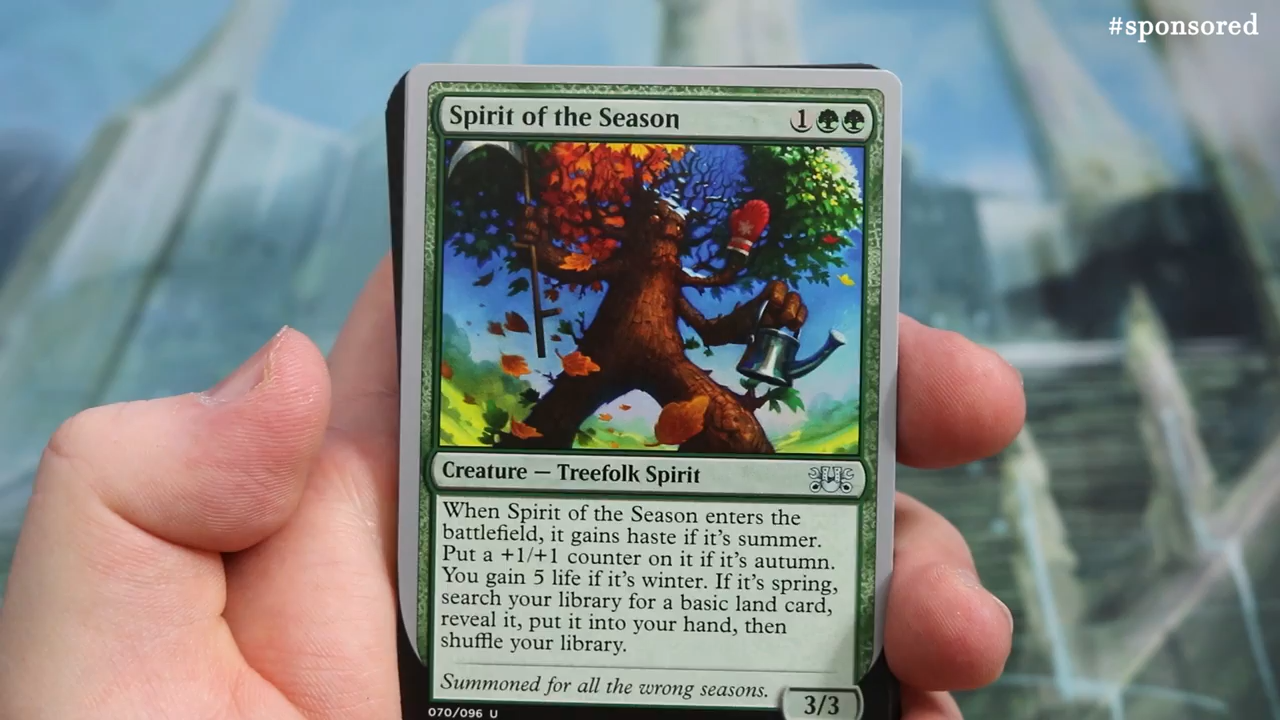 #sponsored
Spirit of the Season 1
Creature — Treefolk Spirit
When Spirit of the Season enters the
battlefield, it gains haste if it's summer.
Put a +1/+1 counter on it if it's autumn.
You gain 5 life if it's winter. If it's spring,
search your library for a basic land card,
reveal it, put it into your hand, then
shuffle your library.
Summoned for all the wrong seasons.
3/3
070/096 U